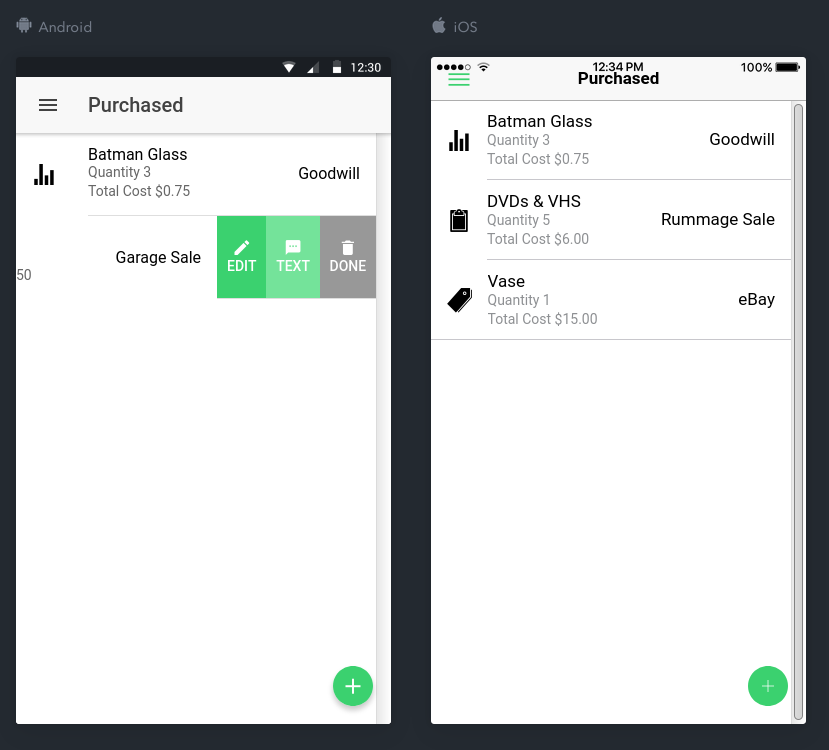 Android
12:30
Purchased
Batman Glass
Quantity 3
Total Cost $0.75
Goodwill
50
Garage Sale
EDIT
TEXT
DONE
iOS
12:34 PM
100%
Purchased
Batman Glass
Quantity 3
Total Cost $0.75
Goodwill
DVDs & VHS
Quantity 5
Total Cost $6.00
Rummage Sale
Vase
Quantity 1
Total Cost $15.00
eBay